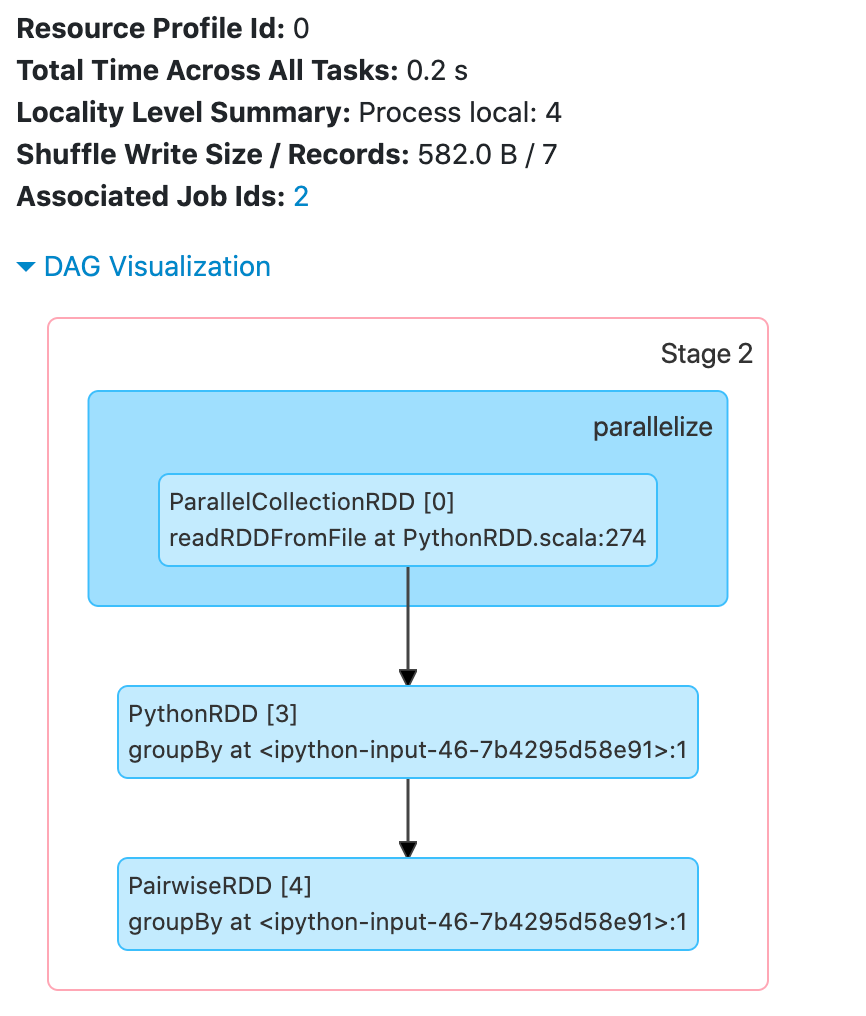 Resource Profile Id: 0
Total Time Across All Tasks: 0.2 s
Locality Level Summary: Process local: 4
Shuffle Write Size / Records: 582.0 B / 7
Associated Job Ids: 2
DAG Visualization
Stage 2
parallelize
ParallelCollectionRDD [0]
readRDDFromFile at PythonRDD.scala:274
PythonRDD [3]
groupBy at <ipython-input-46-7b4295d58e91>:1
PairwiseRDD [4]
groupBy at <ipython-input-46-7b4295d58e91>:1